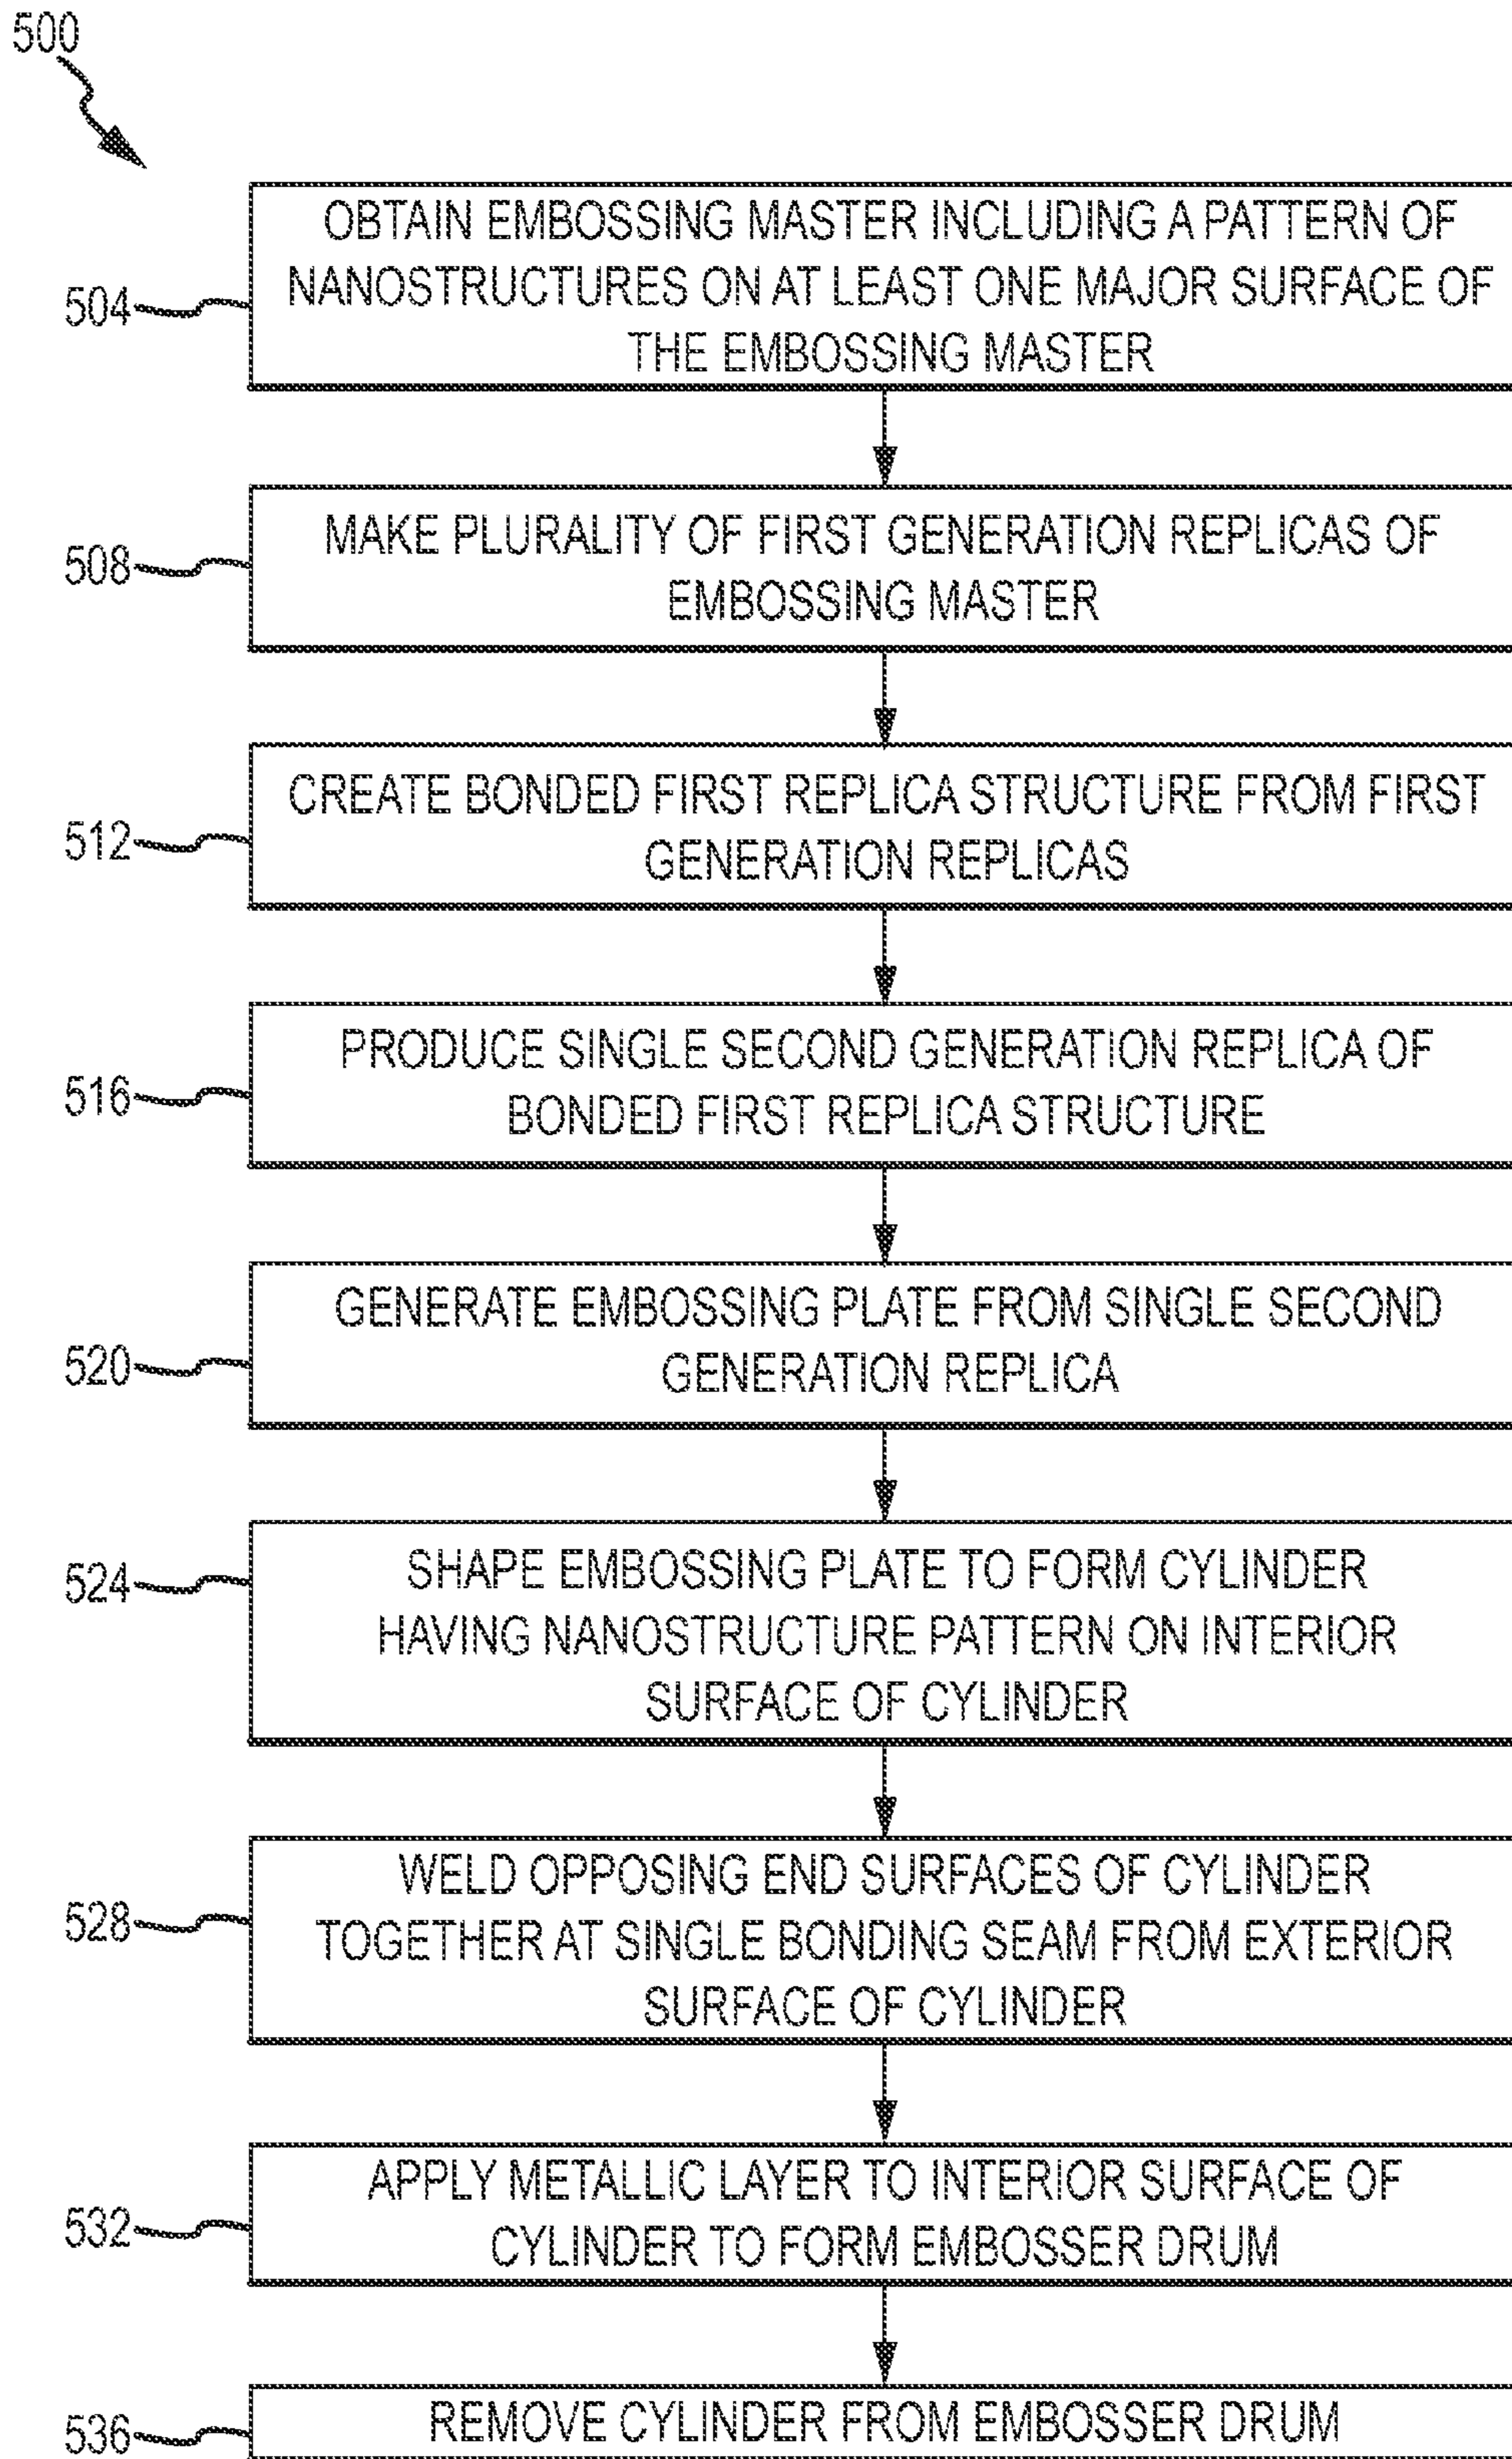 500
504
OBTAIN EMBOSSING MASTER INCLUDING A PATTERN OF
NANOSTRUCTURES ON AT LEAST ONE MAJOR SURFACE OF
THE EMBOSSING MASTER
508
MAKE PLURALITY OF FIRST GENERATION REPLICAS OF
EMBOSSING MASTER
512
CREATE BONDED FIRST REPLICA STRUCTURE FROM FIRST
GENERATION REPLICAS
516
PRODUCE SINGLE SECOND GENERATION REPLICA OF
BONDED FIRST REPLICA STRUCTURE
520
GENERATE EMBOSSING PLATE FROM SINGLE SECOND
GENERATION REPLICA
524
SHAPE EMBOSSING PLATE TO FORM CYLINDER
HAVING NANOSTRUCTURE PATTERN ON INTERIOR
SURFACE OF CYLINDER
528
WELD OPPOSING END SURFACES OF CYLINDER
TOGETHER AT SINGLE BONDING SEAM FROM EXTERIOR
SURFACE OF CYLINDER
532
APPLY METALLIC LAYER TO INTERIOR SURFACE OF
CYLINDER TO FORM EMBOSSER DRUM
536
REMOVE CYLINDER FROM EMBOSSER DRUM